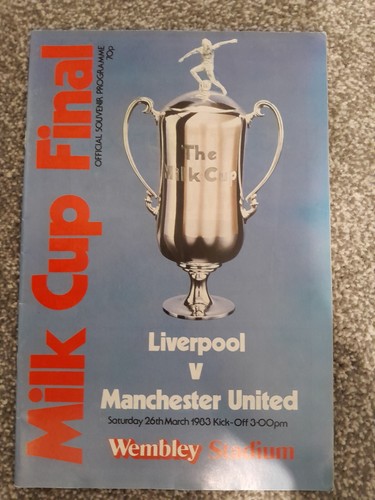 Milk Cup Final
OFFICIAL SOUVENIR PROGRAMME
70p
The
Milk Cup
Liverpool
v
Manchester United
Saturday 26th March 1983 Kick-Off 3·00pm
Wembley Stadium